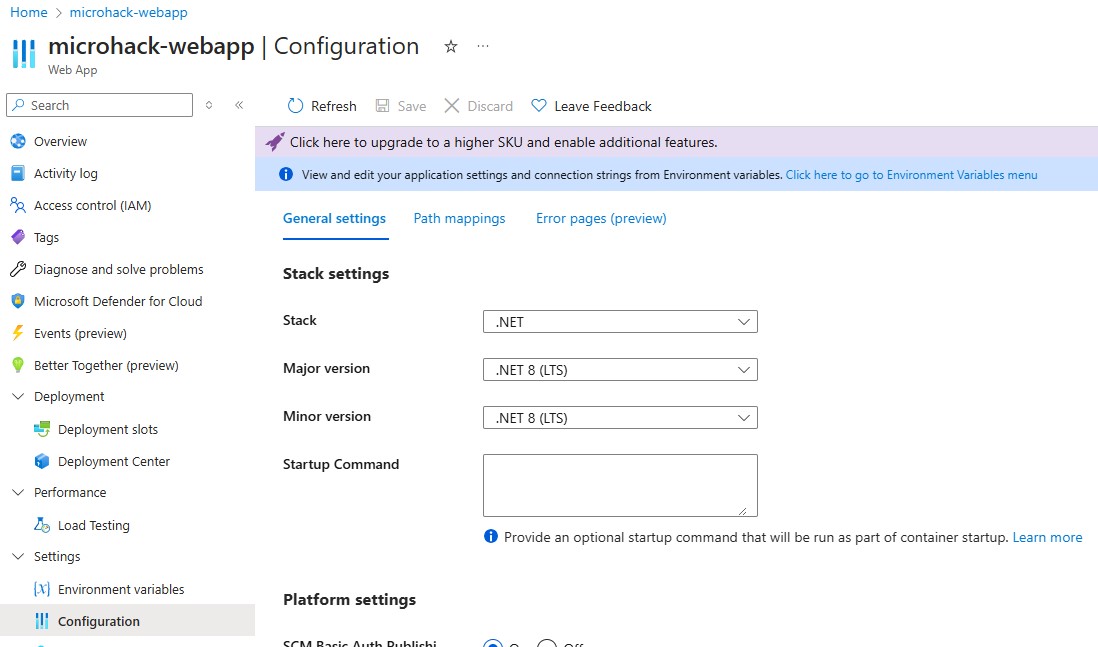 Home > microhack-webapp
microhack-webapp | Configuration
Web App
Search
Refresh Save Discard Leave Feedback
Overview
Activity log
Access control (IAM)
Tags
Diagnose and solve problems
Microsoft Defender for Cloud
Events (preview)
Better Together (preview)
Deployment
Deployment slots
Deployment Center
Performance
Load Testing
Settings
Environment variables
Configuration
Click here to upgrade to a higher SKU and enable additional features.
View and edit your application settings and connection strings from Environment variables. Click here to go to Environment Variables menu
General settings Path mappings Error pages (preview)
Stack settings
Stack .NET
Major version .NET 8 (LTS)
Minor version .NET 8 (LTS)
Startup Command
Provide an optional startup command that will be run as part of container startup. Learn more
Platform settings
SCM Basic Auth Publishi On Off